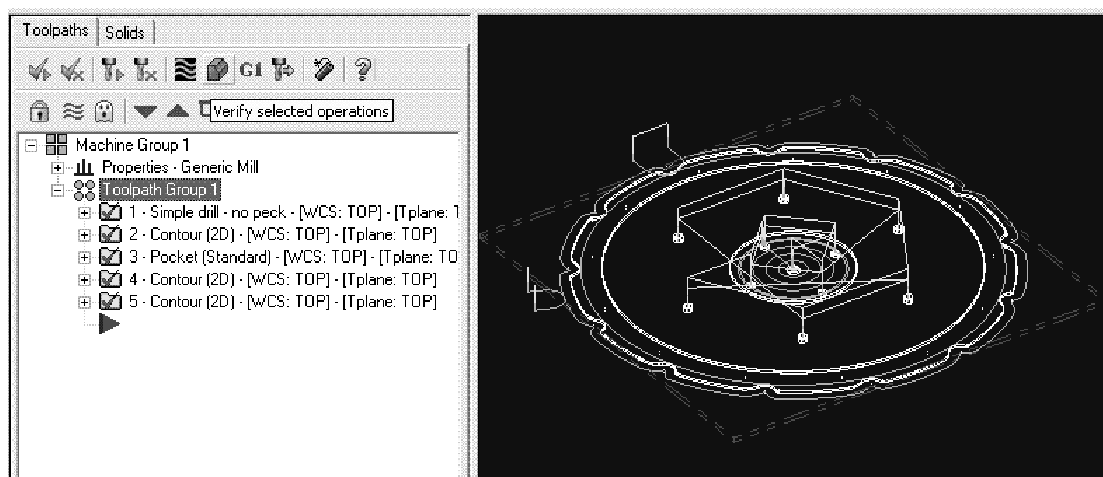 Toolpaths Solids
G1
Verify selected operations
Machine Group 1
Properties - Generic Mill
Toolpath Group 1
1 - Simple drill - no peck - [WCS: TOP] - [Tplane: T
2 - Contour (2D) - [WCS: TOP] - [Tplane: TOP]
3 - Pocket (Standard) - [WCS: TOP] - [Tplane: TO
4 - Contour (2D) - [WCS: TOP] - [Tplane: TOP]
5 - Contour (2D) - [WCS: TOP] - [Tplane: TOP]